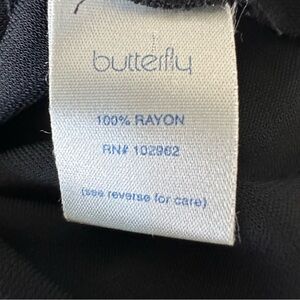 butterfly
100% RAYON
RN# 102962
(see reverse for care)